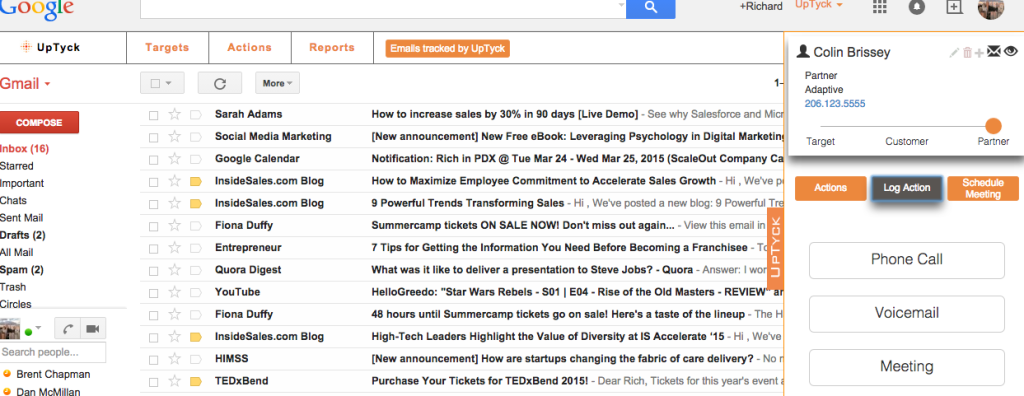 Google
+Richard
UpTyck
UpTyck
Targets
Actions
Reports
Emails tracked by UpTyck
Gmail
More
1–
COMPOSE
Inbox (16)
Starred
Important
Chats
Sent Mail
Drafts (2)
All Mail
Spam (2)
Trash
Circles
Search people...
Brent Chapman
Dan McMillan
Sarah Adams How to increase sales by 30% in 90 days [Live Demo] - See why Salesforce and Micr
Social Media Marketing [New announcement] New Free eBook: Leveraging Psychology in Digital Marketing
Google Calendar Notification: Rich in PDX @ Tue Mar 24 - Wed Mar 25, 2015 (ScaleOut Company Ca
InsideSales.com Blog How to Maximize Employee Commitment to Accelerate Sales Growth - Hi , We've po
InsideSales.com Blog 9 Powerful Trends Transforming Sales - Hi , We've posted a new blog: 9 Powerful Tre
Fiona Duffy Summercamp tickets ON SALE NOW! Don't miss out again... - View this email in
Entrepreneur 7 Tips for Getting the Information You Need Before Becoming a Franchisee - To
Quora Digest What was it like to deliver a presentation to Steve Jobs? - Quora - Answer: I wor
YouTube HelloGreedo: "Star Wars Rebels - S01 | E04 - Rise of the Old Masters - REVIEW" an
Fiona Duffy 48 hours until Summercamp tickets go on sale! Here's a taste of the lineup - The H
InsideSales.com Blog High-Tech Leaders Highlight the Value of Diversity at IS Accelerate '15 - Hi , We've
HIMSS [New announcement] How are startups changing the fabric of care delivery? - No m
TEDxBend Purchase Your Tickets for TEDxBend 2015! - Dear Rich, Tickets for this year's event a
UPTYCK
Colin Brissey
Partner
Adaptive
206.123.5555
Target
Customer
Partner
Actions
Log Action
Schedule
Meeting
Phone Call
Voicemail
Meeting